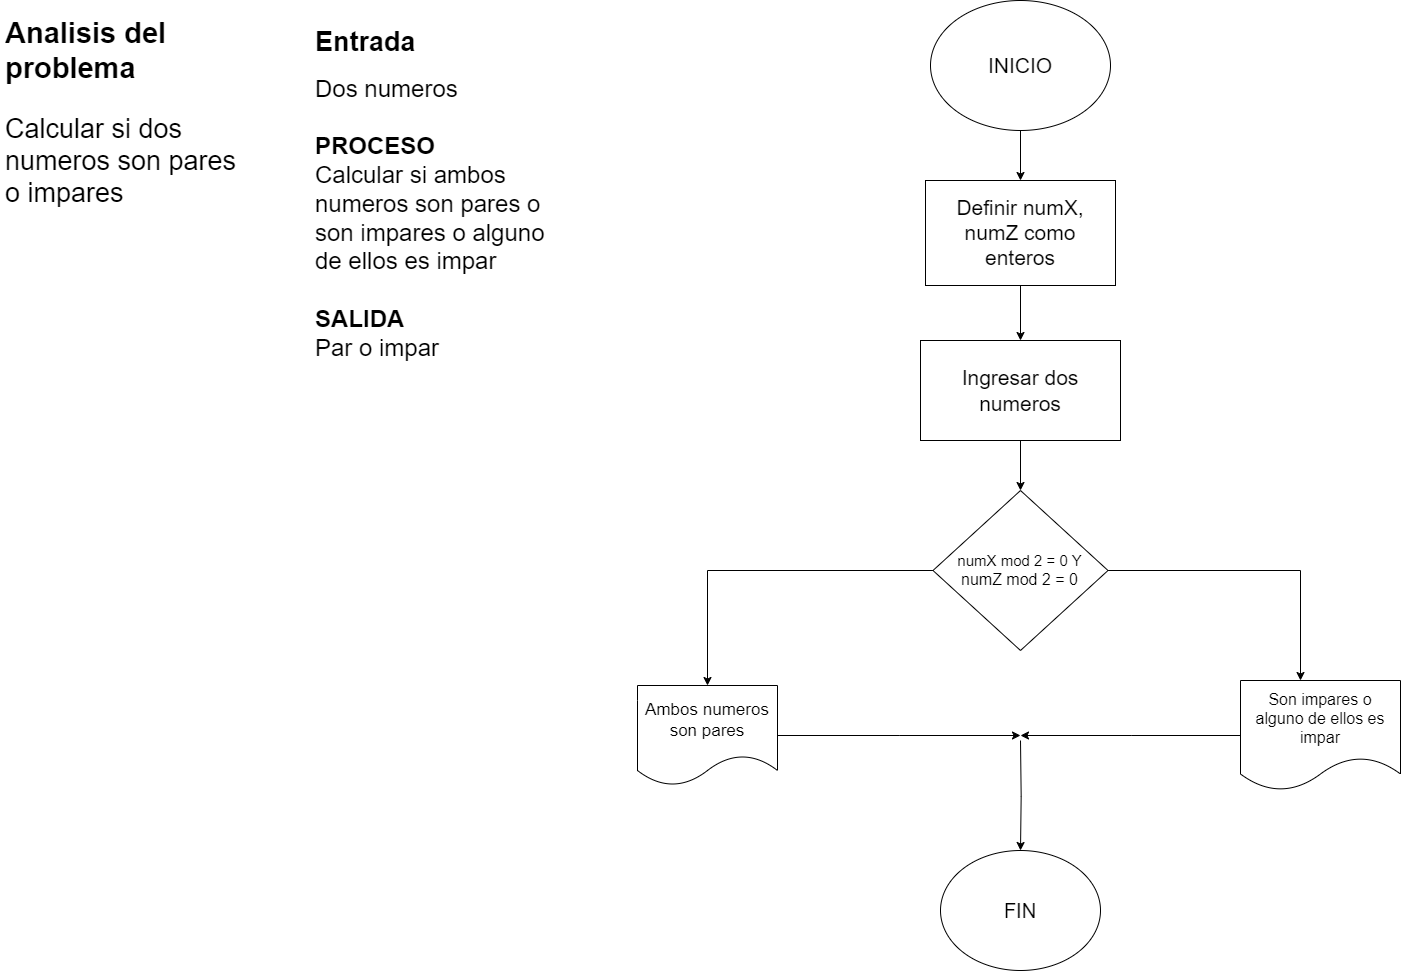 Analisis del
problema
Calcular si dos
numeros son pares
o impares
Entrada
Dos numeros
PROCESO
Calcular si ambos
numeros son pares o
son impares o alguno
de ellos es impar
SALIDA
Par o impar
INICIO
Definir numX,
numZ como
enteros
Ingresar dos
numeros
numX mod 2 = 0 Y
numZ mod 2 = 0
Ambos numeros
son pares
Son impares o
alguno de ellos es
impar
FIN